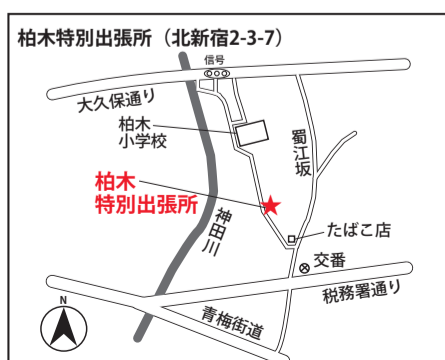 柏木特別出張所（北新宿2-3-7）
信号
大久保通り
柏木
小学校
蜀江坂
柏木
特別出張所
神田川
たばこ店
交番
税務署通り
青梅街道
N